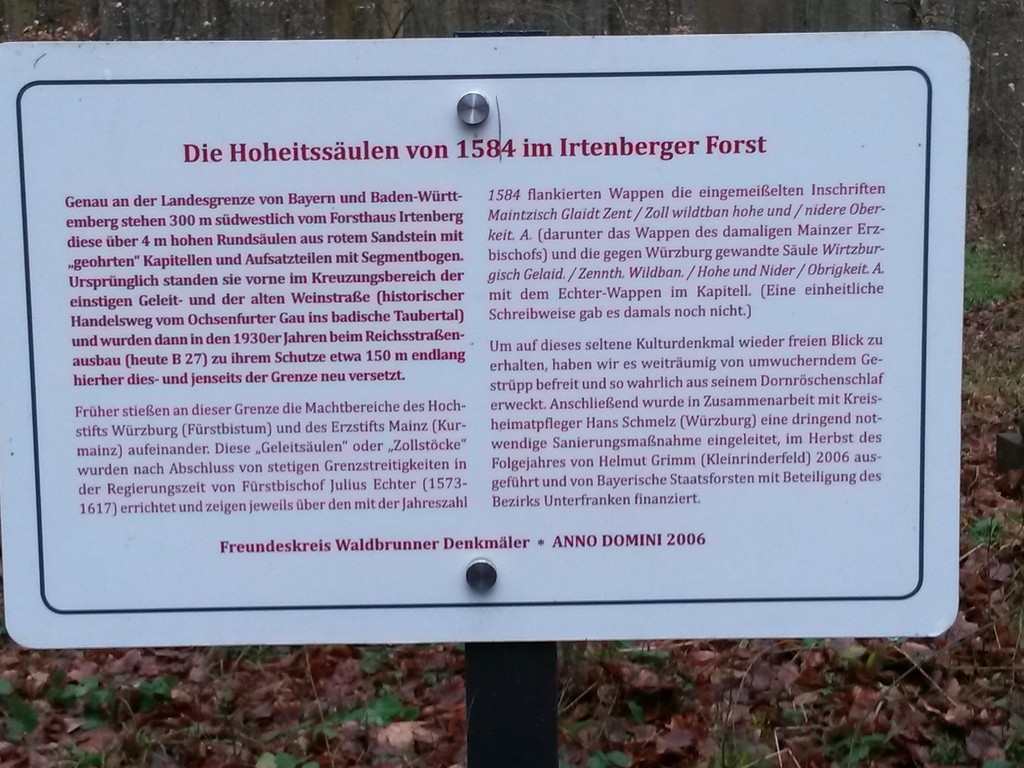 Die Hoheitssäulen von 1584 im Irtenberger Forst
Genau an der Landesgrenze von Bayern und Baden-Württ-
emberg stehen 300 m südwestlich vom Forsthaus Irtenberg
diese über 4 m hohen Rundsäulen aus rotem Sandstein mit
„geohrten“ Kapitellen und Aufsatzteilen mit Segmentbogen.
Ursprünglich standen sie vorne im Kreuzungsbereich der
einstigen Geleit- und der alten Weinstraße (historischer
Handelsweg vom Ochsenfurter Gau ins badische Taubertal)
und wurden dann in den 1930er Jahren beim Reichsstraßen-
ausbau (heute B 27) zu ihrem Schutze etwa 150 m endlang
hierher dies- und jenseits der Grenze neu versetzt.
Früher stießen an dieser Grenze die Machtbereiche des Hoch-
stifts Würzburg (Fürstbistum) und des Erzstifts Mainz (Kur-
mainz) aufeinander. Diese „Geleitsäulen“ oder „Zollstöcke“
wurden nach Abschluss von stetigen Grenzstreitigkeiten in
der Regierungszeit von Fürstbischof Julius Echter (1573-
1617) errichtet und zeigen jeweils über den mit der Jahreszahl
1584 flankierten Wappen die eingemeißelten Inschriften
Maintzisch Glaidt Zent / Zoll wildtban hohe und / nidere Ober-
keit. A. (darunter das Wappen des damaligen Mainzer Erz-
bischofs) und die gegen Würzburg gewandte Säule Wirtzbur-
gisch Gelaid. / Zennth. Wildban. / Hohe und Nider / Obrigkeit. A.
mit dem Echter-Wappen im Kapitell. (Eine einheitliche
Schreibweise gab es damals noch nicht.)
Um auf dieses seltene Kulturdenkmal wieder freien Blick zu
erhalten, haben wir es weiträumig von umwucherndem Ge-
strüpp befreit und so wahrlich aus seinem Dornröschenschlaf
erweckt. Anschließend wurde in Zusammenarbeit mit Kreis-
heimatpfleger Hans Schmelz (Würzburg) eine dringend not-
wendige Sanierungsmaßnahme eingeleitet, im Herbst des
Folgejahres von Helmut Grimm (Kleinrinderfeld) 2006 aus-
geführt und von Bayerische Staatsforsten mit Beteiligung des
Bezirks Unterfranken finanziert.
Freundeskreis Waldbrunner Denkmäler * ANNO DOMINI 2006